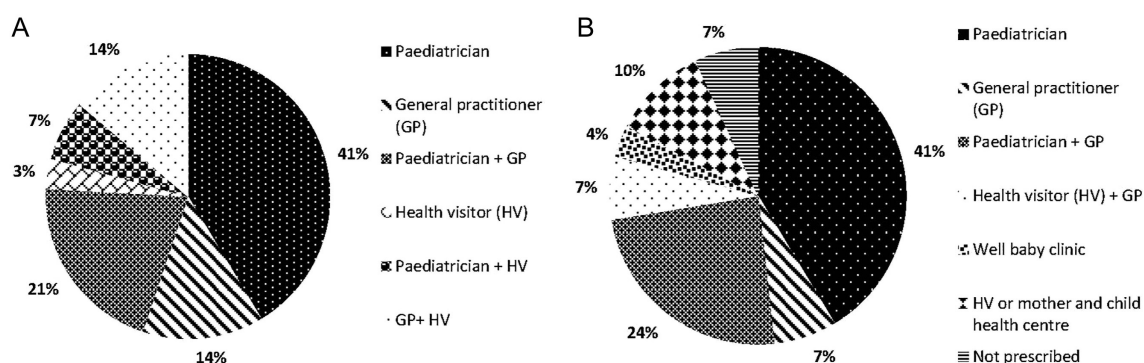 A
14%
7%
3%
21%
14%
41%
Paediatrician
General practitioner
(GP)
Paediatrician + GP
Health visitor (HV)
Paediatrician + HV
GP+ HV
B
7%
10%
4%
7%
24%
7%
41%
Paediatrician
General practitioner
(GP)
Paediatrician + GP
Health visitor (HV) + GP
Well baby clinic
HV or mother and child
health centre
Not prescribed